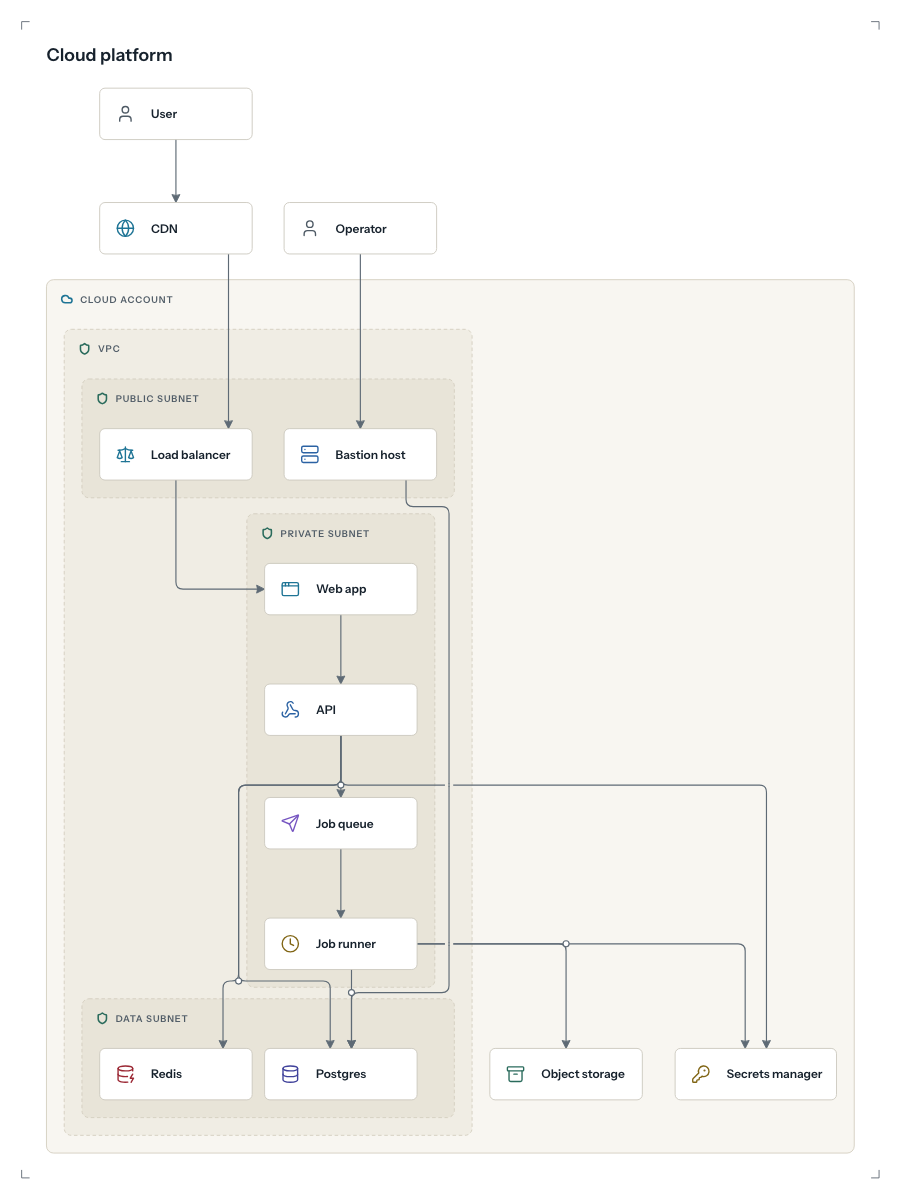 Cloud platform
User
CDN
Operator
CLOUD ACCOUNT
VPC
PUBLIC SUBNET
Load balancer
Bastion host
PRIVATE SUBNET
Web app
API
Job queue
Job runner
DATA SUBNET
Redis
Postgres
Object storage
Secrets manager